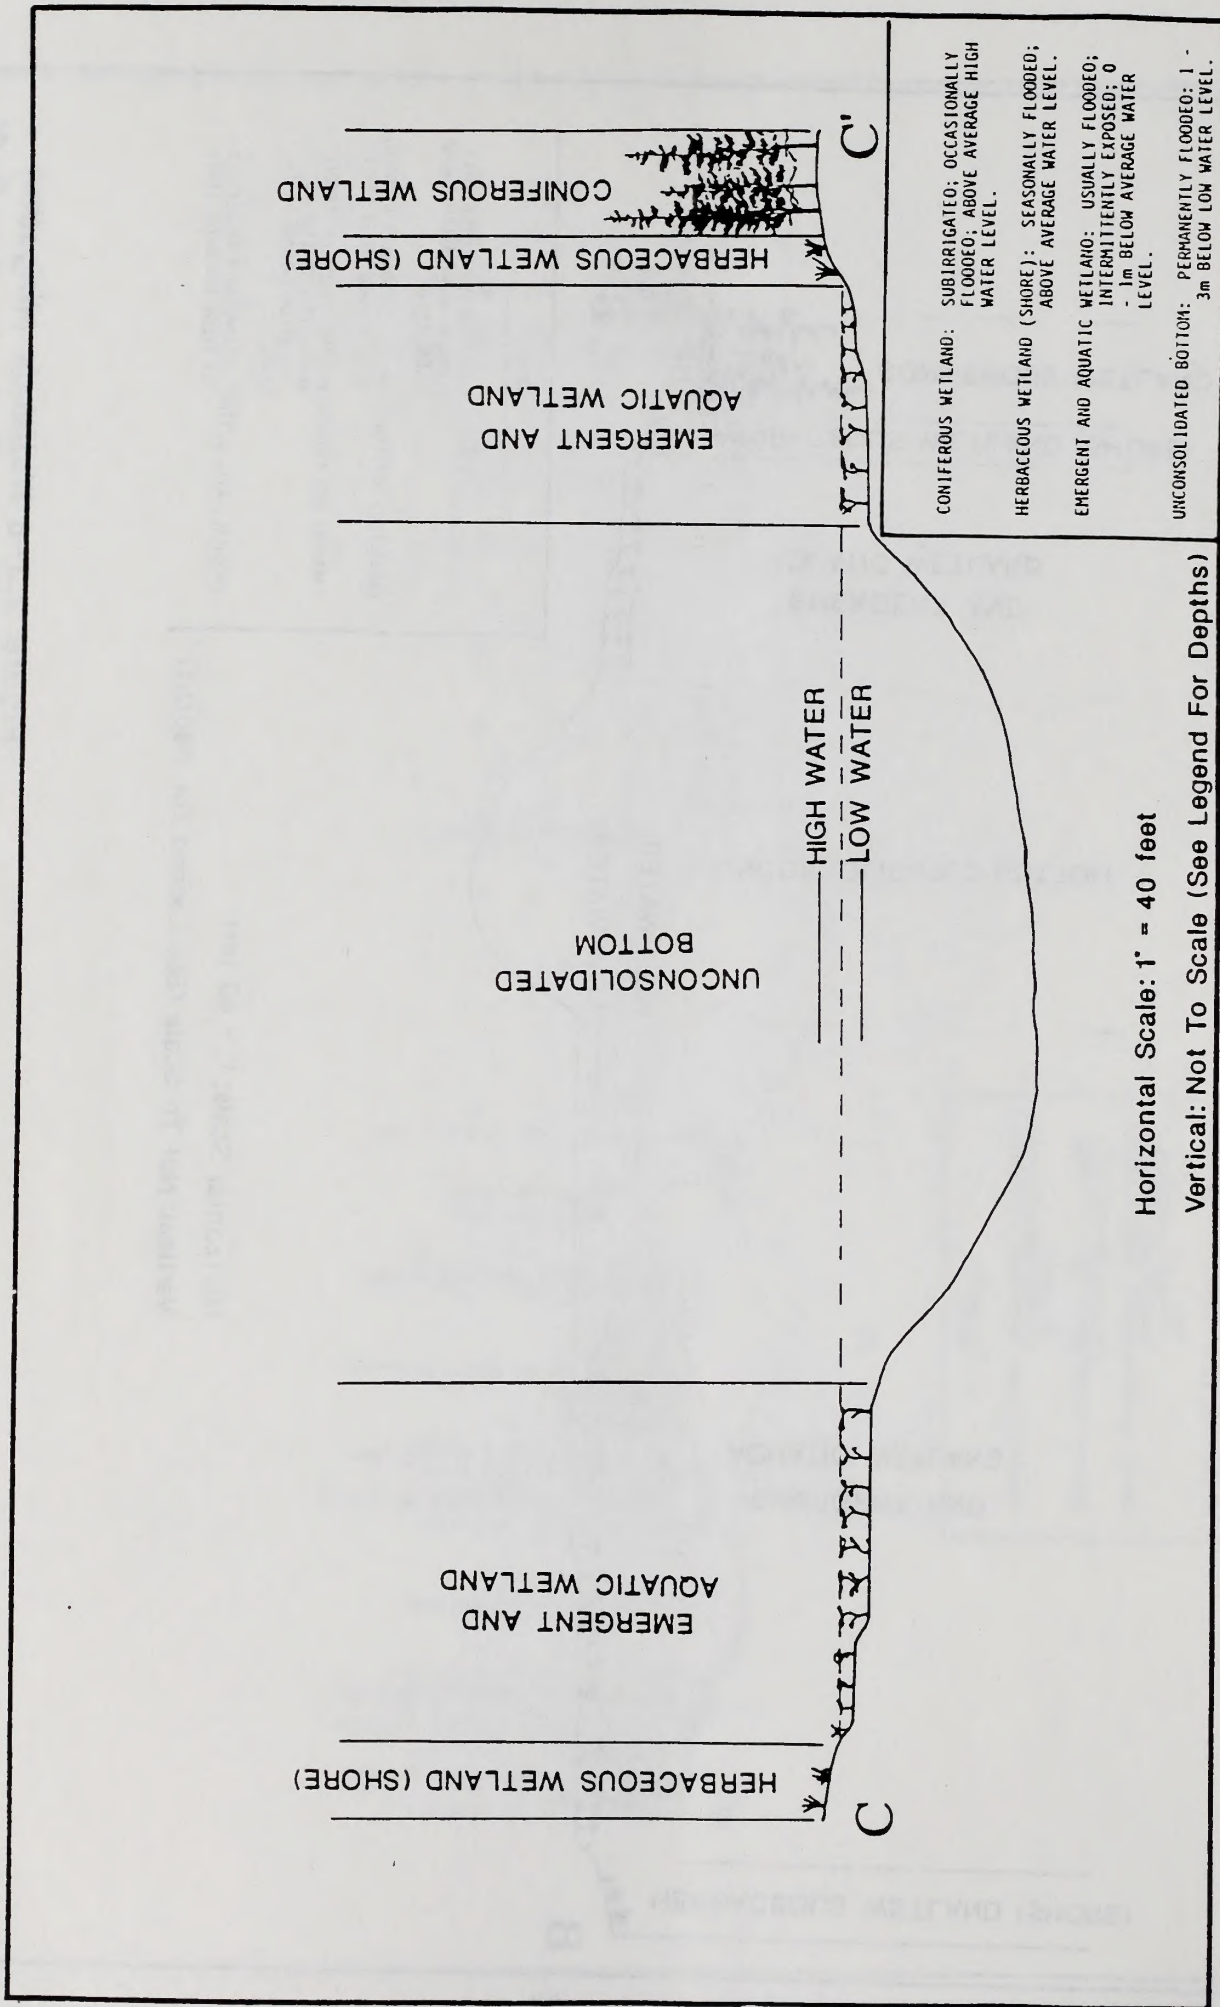 HERBACEOUS WETLAND (SHORE)
EMERGENT AND
AQUATIC WETLAND
UNCONSOLIDATED
BOTTOM
EMERGENT AND
AQUATIC WETLAND
HERBACEOUS WETLAND (SHORE)
CONIFEROUS WETLAND
HIGH WATER
LOW WATER
C
C"
Horizontal Scale: 1" = 40 feet
Vertical: Not To Scale (See Legend For Depths)
CONIFEROUS WETLAND: SUBIRRIGATED; OCCASIONALLY
FLOODED; ABOVE AVERAGE HIGH
WATER LEVEL.
HERBACEOUS WETLAND (SHORE): SEASONALLY FLOODED;
ABOVE AVERAGE WATER LEVEL.
EMERGENT AND AQUATIC WETLAND: USUALLY FLOODED;
INTERMITTENTLY EXPOSED; 0
- 1m BELOW AVERAGE WATER
LEVEL.
UNCONSOLIDATED BOTTOM: PERMANENTLY FLOODED: 1 -
3m BELOW LOW WATER LEVEL.